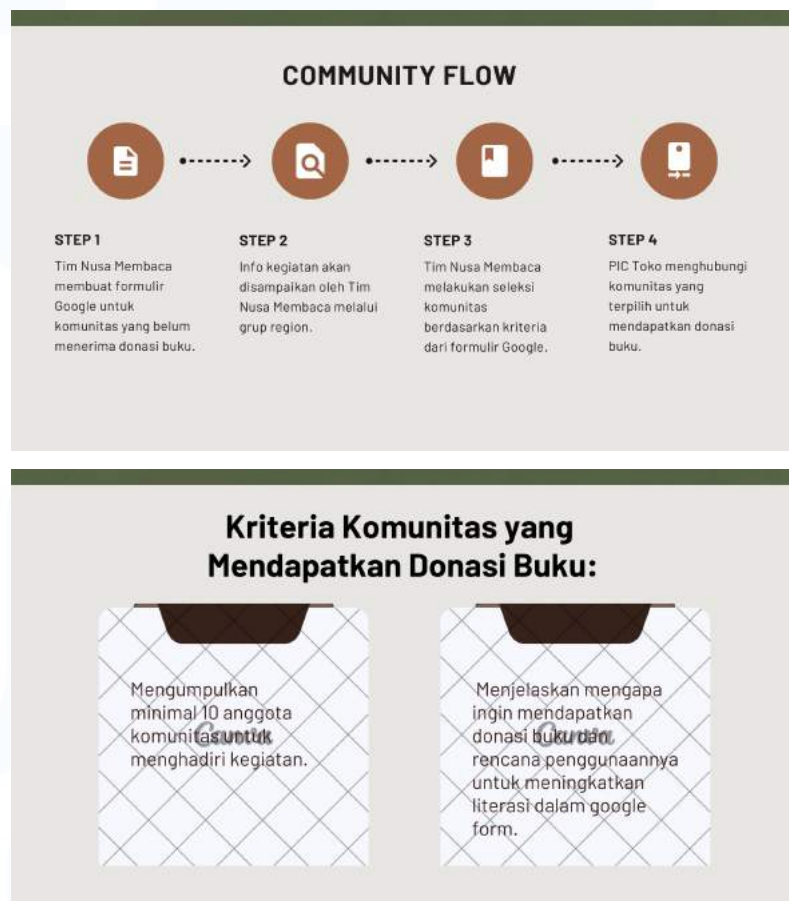 COMMUNITY FLOW
STEP 1
Tim Nusa Membaca
membuat formulir
Google untuk
komunitas yang belum
menerima donasi buku.
STEP 2
Info kegiatan akan
disampaikan oleh Tim
Nusa Membaca melalui
grup region.
STEP 3
Tim Nusa Membaca
melakukan seleksi
komunitas
berdasarkan kriteria
dari formulir Google.
STEP 4
PIC Toko menghubungi
komunitas yang
terpilih untuk
mendapatkan donasi
buku.
Kriteria Komunitas yang
Mendapatkan Donasi Buku:
Mengumpulkan
minimal 10 anggota
komunitas untuk
menghadiri kegiatan.
Canva
Menjelaskan mengapa
ingin mendapatkan
donasi buku dan
rencana penggunaannya
untuk meningkatkan
literasi dalam google
form.
Canva